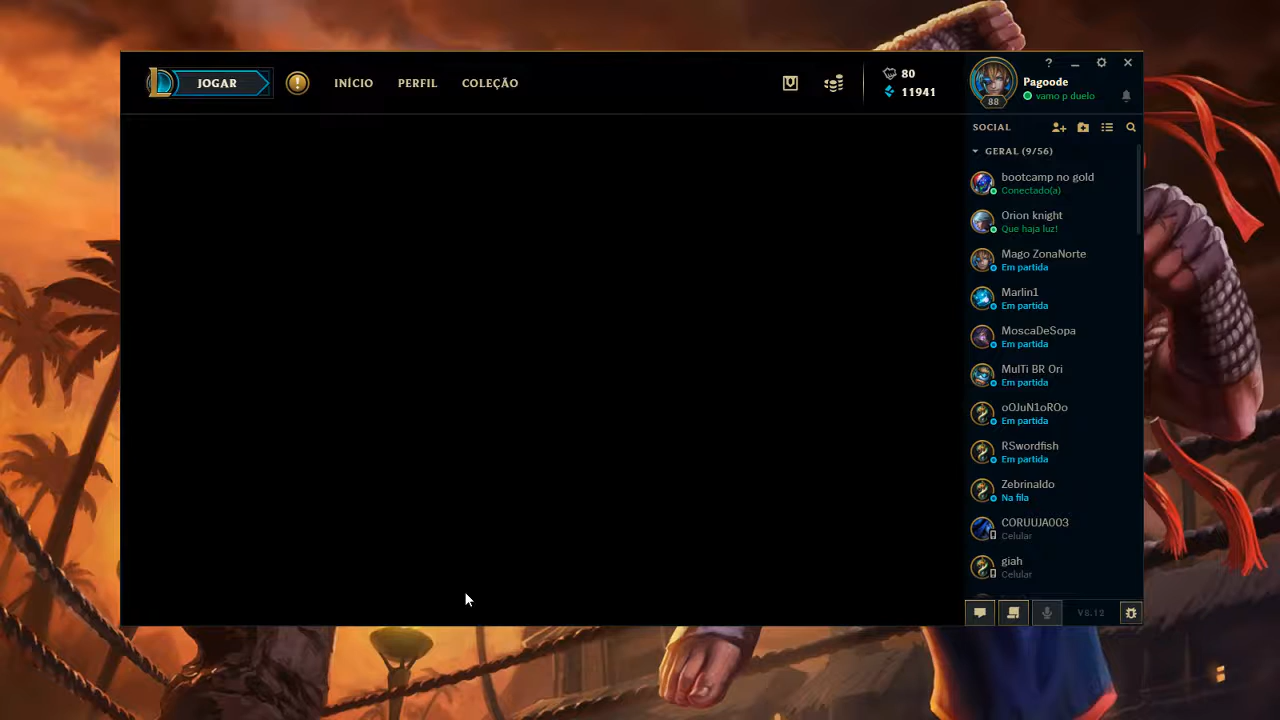 JOGAR
INÍCIO
PERFIL
COLEÇÃO
80
11941
88
Pagoode
vamo p duelo
SOCIAL
GERAL (9/56)
bootcamp no gold
Conectado(a)
Orion knight
Que haja luz!
Mago ZonaNorte
Em partida
Marlin1
Em partida
MoscaDeSopa
Em partida
MulTi BR Ori
Em partida
oOJuN1oROo
Em partida
RSwordfish
Em partida
Zebrinaldo
Na fila
CORUUJA003
Celular
giah
Celular
V8.12